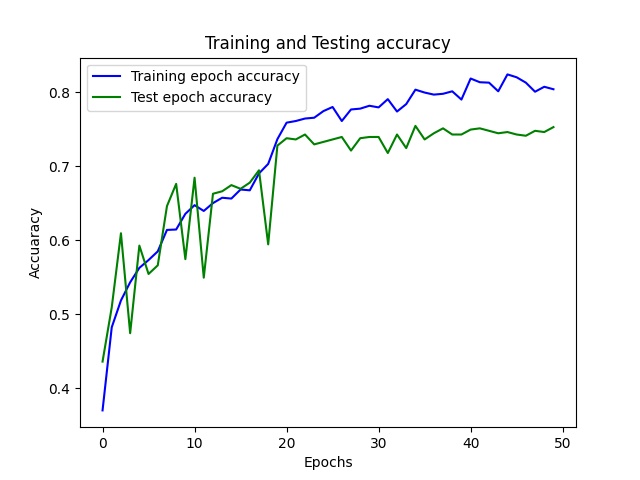 Training and Testing accuracy
Training epoch accuracy
Test epoch accuracy
0.8
0.7
0.6
0.5
0.4
Accuaracy
0 10 20 30 40 50
Epochs